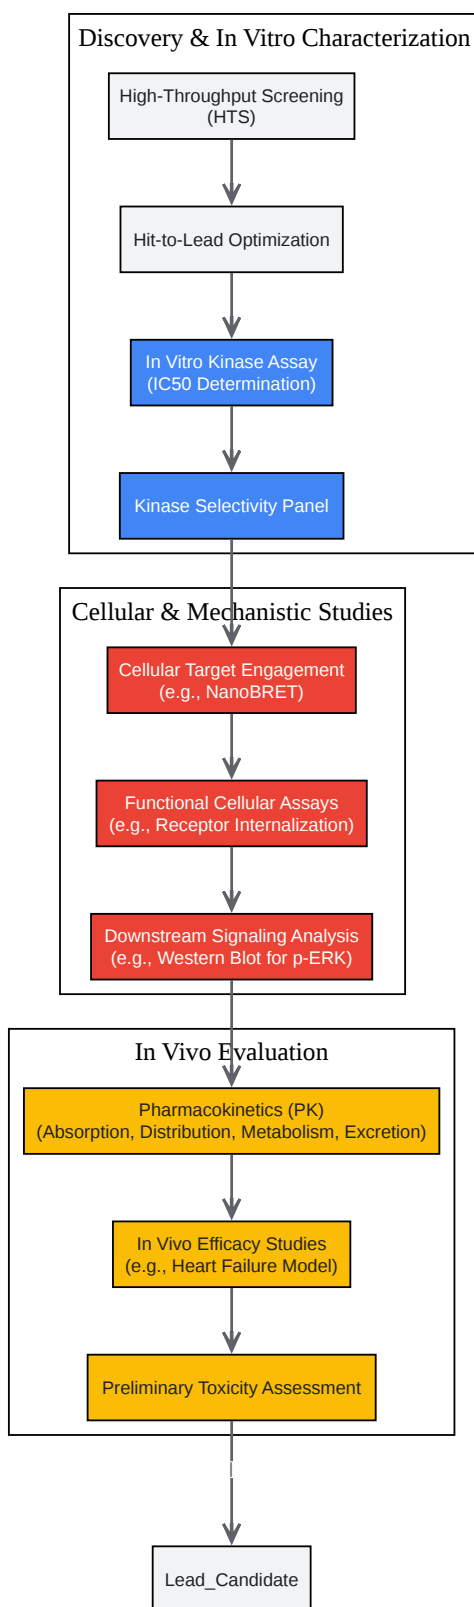 Discovery & In Vitro Characterization
High-Throughput Screening
(HTS)
Hit-to-Lead Optimization
In Vitro Kinase Assay
(IC50 Determination)
Kinase Selectivity Panel
Cellular & Mechanistic Studies
Cellular Target Engagement
(e.g., NanoBRET)
Functional Cellular Assays
(e.g., Receptor Internalization)
Downstream Signaling Analysis
(e.g., Western Blot for p-ERK)
In Vivo Evaluation
Pharmacokinetics (PK)
(Absorption, Distribution, Metabolism, Excretion)
In Vivo Efficacy Studies
(e.g., Heart Failure Model)
Preliminary Toxicity Assessment
Lead_Candidate